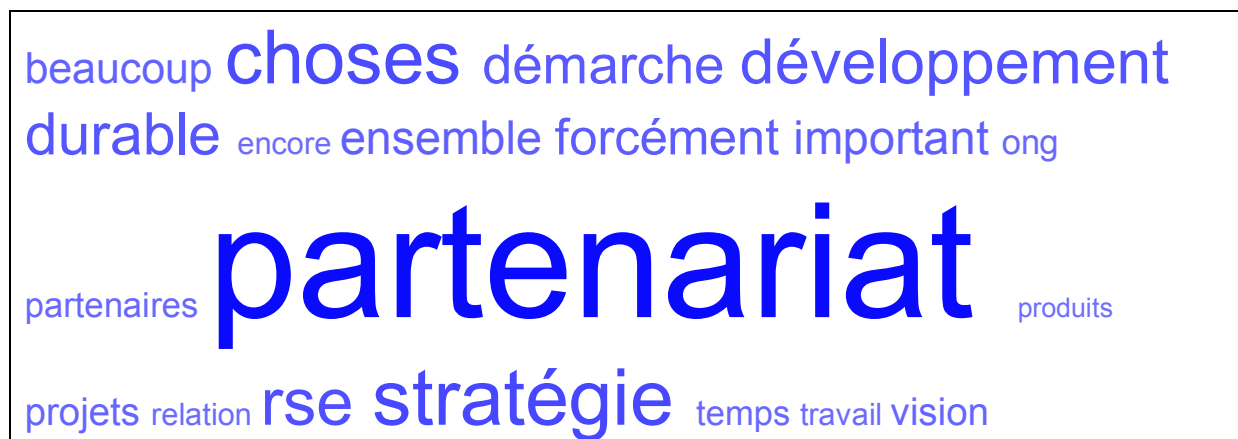 beaucoup choses démarche développement
durable encore ensemble forcément important ong
partenaires partenariat produits
projets relation rse stratégie temps travail vision